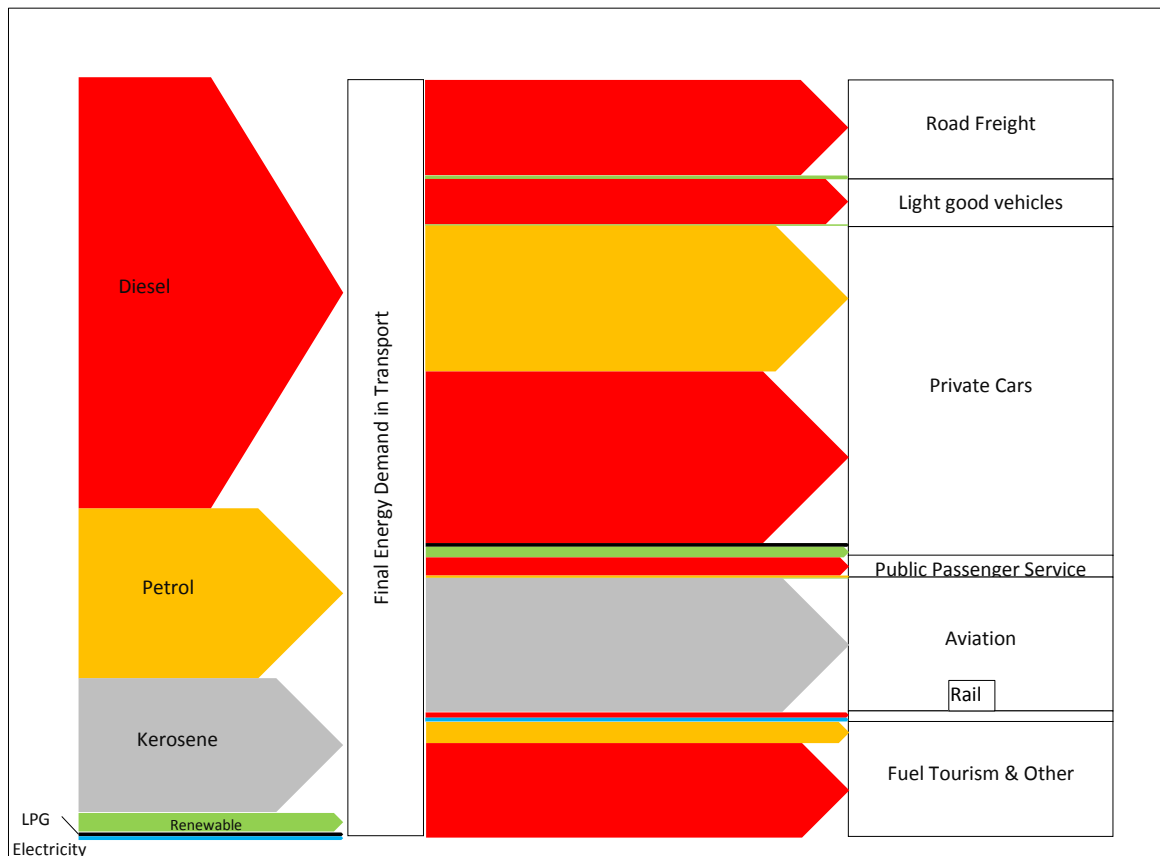 Diesel
Petrol
Kerosene
Renewable
LPG
Electricity
Final Energy Demand in Transport
Road Freight
Light good vehicles
Private Cars
Public Passenger Service
Aviation
Rail
Fuel Tourism & Other